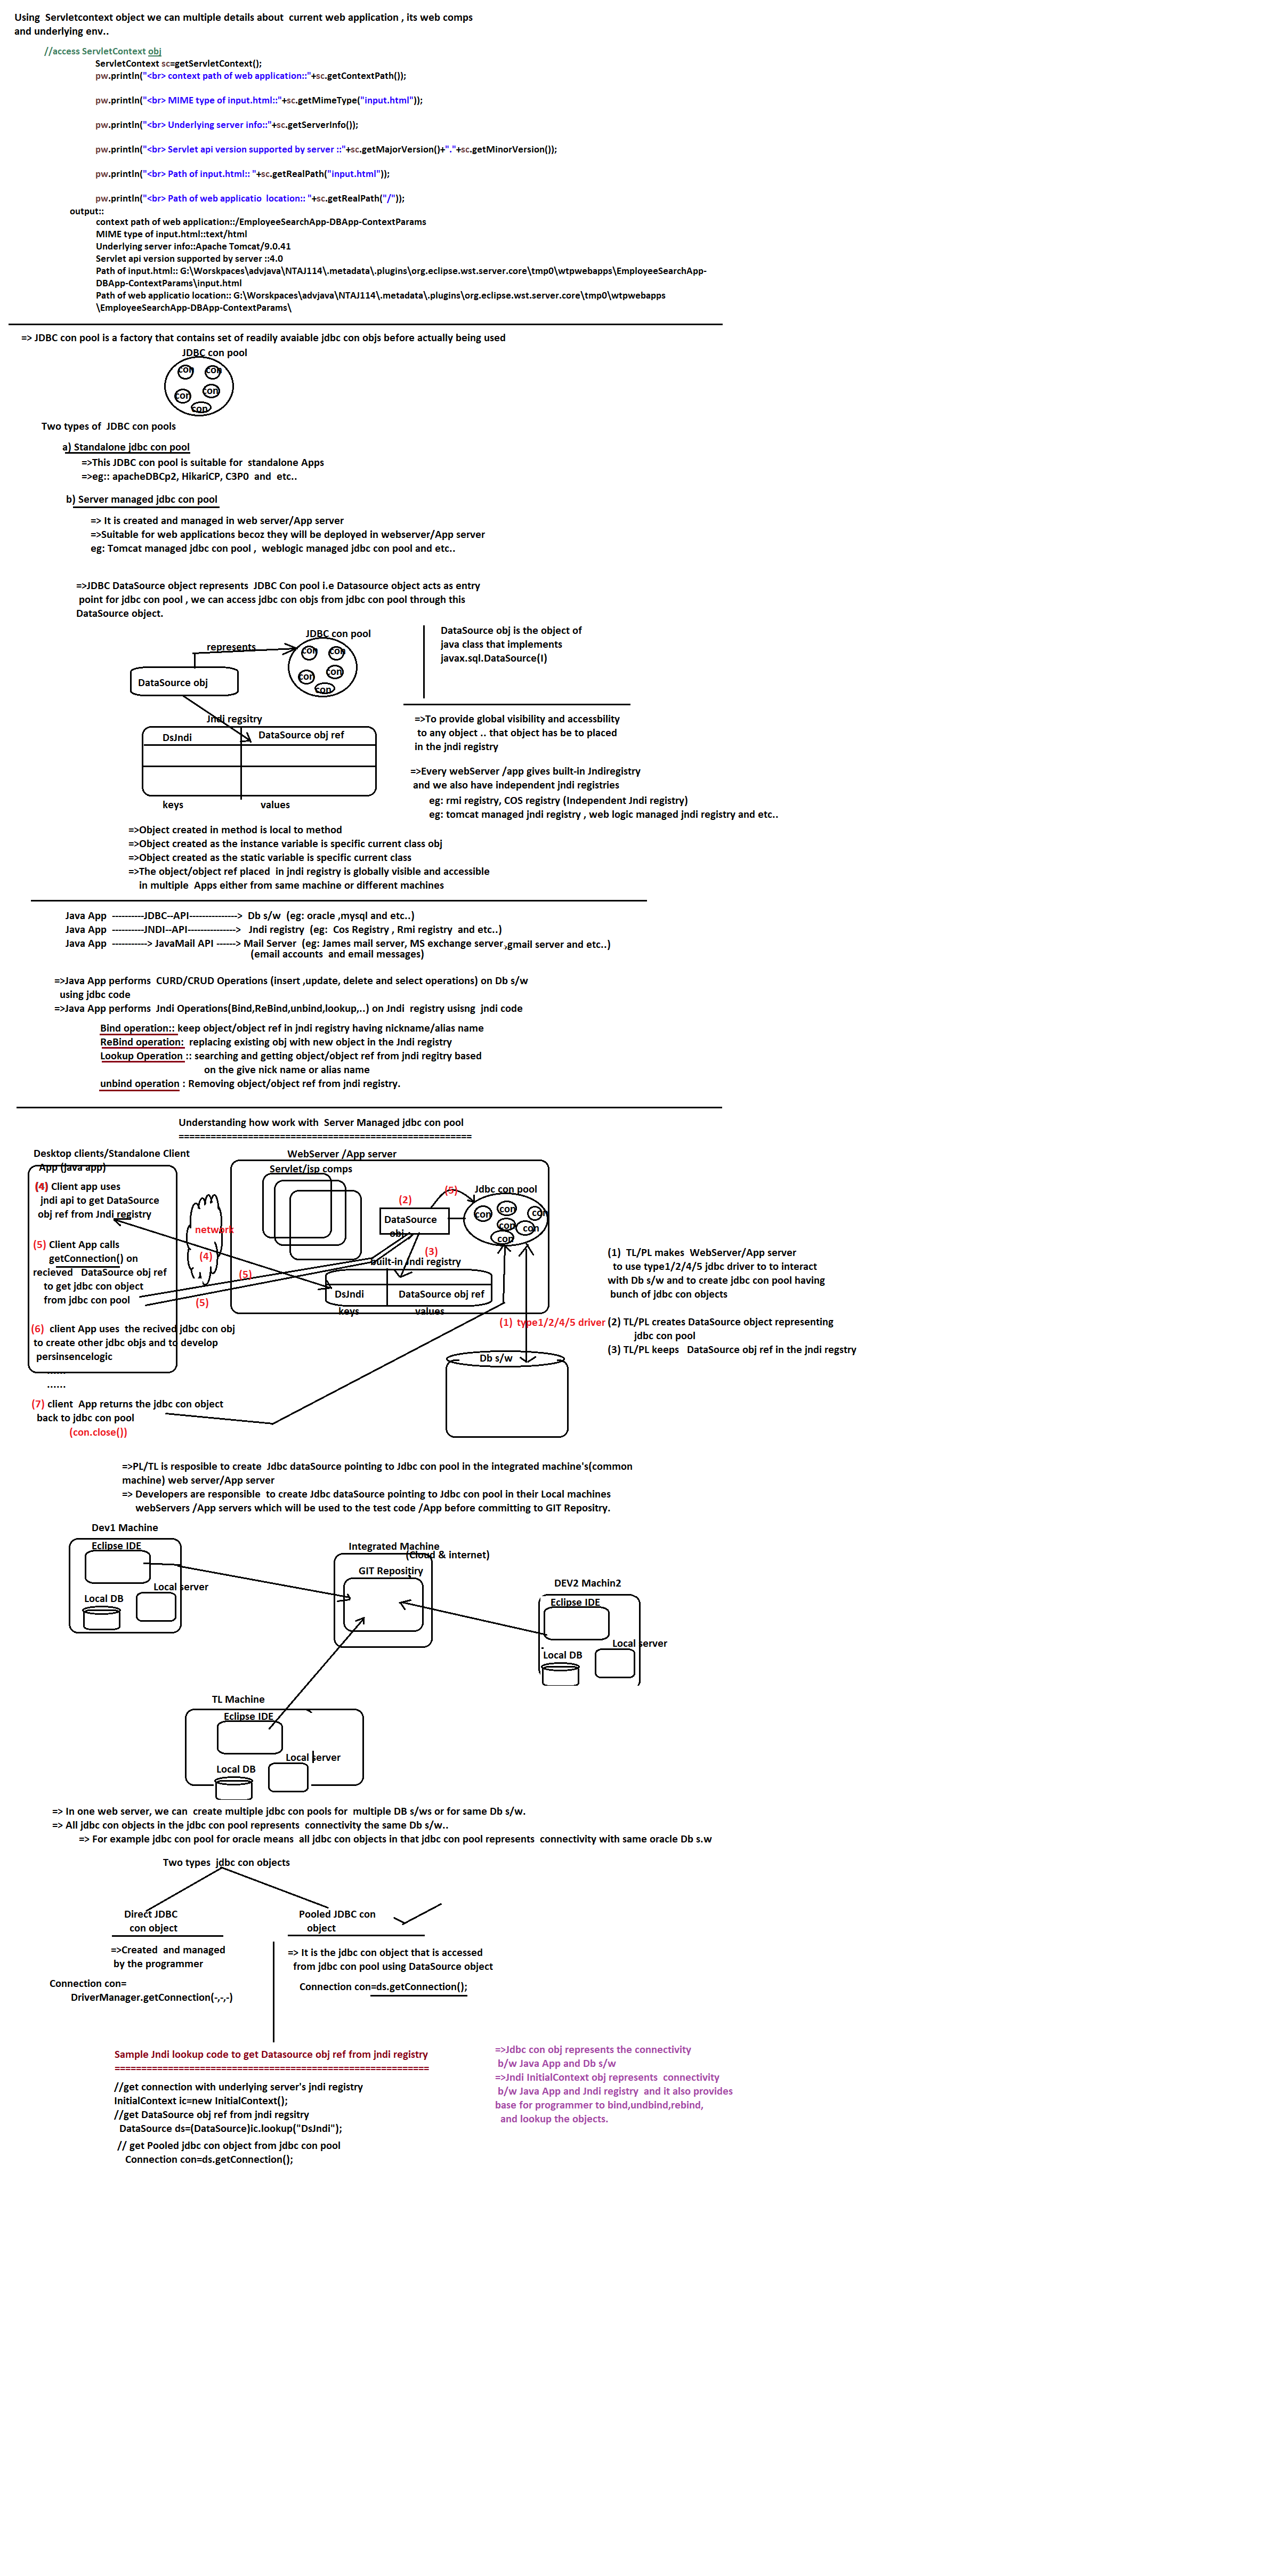 Using Servletcontext object we can multiple details about current web application , its web comps
and underlying env..
//access ServletContext obj
ServletContext sc=getServletContext();
pw.println("<br> context path of web application::"+sc.getContextPath());
pw.println("<br> MIME type of input.html::"+sc.getMimeType("input.html"));
pw.println("<br> Underlying server info::"+sc.getServerInfo());
pw.println("<br> Servlet api version supported by server ::"+sc.getMajorVersion()+"."+sc.getMinorVersion());
pw.println("<br> Path of input.html:: "+sc.getRealPath("input.html"));
pw.println("<br> Path of web applicatio location:: "+sc.getRealPath("/"));
output::
context path of web application::/EmployeeSearchApp-DBApp-ContextParams
MIME type of input.html::text/html
Underlying server info::Apache Tomcat/9.0.41
Servlet api version supported by server ::4.0
Path of input.html:: G:\Worskpaces\advjava\NTAJ114\.metadata\.plugins\org.eclipse.wst.server.core\tmp0\wtpwebapps\EmployeeSearchApp-
DBApp-ContextParams\input.html
Path of web applicatio location:: G:\Worskpaces\advjava\NTAJ114\.metadata\.plugins\org.eclipse.wst.server.core\tmp0\wtpwebapps
\EmployeeSearchApp-DBApp-ContextParams\
=> JDBC con pool is a factory that contains set of readily avaiable jdbc con objs before actually being used
JDBC con pool
con con
con con
con
Two types of JDBC con pools
a) Standalone jdbc con pool
=>This JDBC con pool is suitable for standalone Apps
=>eg:: apacheDBCp2, HikariCP, C3P0 and etc..
b) Server managed jdbc con pool
=> It is created and managed in web server/App server
=>Suitable for web applications becoz they will be deployed in webserver/App server
eg: Tomcat managed jdbc con pool , weblogic managed jdbc con pool and etc..
=>JDBC DataSource object represents JDBC Con pool i.e Datasource object acts as entry
point for jdbc con pool , we can access jdbc con objs from jdbc con pool through this
DataSource object.
JDBC con pool
represents
con con
con con
con
DataSource obj
DataSource obj is the object of
java class that implements
javax.sql.DataSource(I)
Jndi regsitry
DsJndi DataSource obj ref
keys values
=>To provide global visibility and accessbility
to any object .. that object has be to placed
in the jndi registry
=>Every webServer /app gives built-in Jndiregistry
and we also have independent jndi registries
eg: rmi registry, COS registry (Independent Jndi registry)
eg: tomcat managed jndi registry , web logic managed jndi registry and etc..
=>Object created in method is local to method
=>Object created as the instance variable is specific current class obj
=>Object created as the static variable is specific current class
=>The object/object ref placed in jndi registry is globally visible and accessible
in multiple Apps either from same machine or different machines
Java App ----------JDBC--API---------------> Db s/w (eg: oracle ,mysql and etc..)
Java App ----------JNDI--API---------------> Jndi registry (eg: Cos Registry , Rmi registry and etc..)
Java App -----------> JavaMail API ------> Mail Server (eg: James mail server, MS exchange server,gmail server and etc..)
(email accounts and email messages)
=>Java App performs CURD/CRUD Operations (insert ,update, delete and select operations) on Db s/w
using jdbc code
=>Java App performs Jndi Operations(Bind,ReBind,unbind,lookup,..) on Jndi registry usisng jndi code
Bind operation:: keep object/object ref in jndi registry having nickname/alias name
ReBind operation: replacing existing obj with new object in the Jndi registry
Lookup Operation :: searching and getting object/object ref from jndi regitry based
on the give nick name or alias name
unbind operation : Removing object/object ref from jndi registry.
Understanding how work with Server Managed jdbc con pool
=======================================================
Desktop clients/Standalone Client
App (java app)
WebServer /App server
Servlet/jsp comps
(4) Client app uses
jndi api to get DataSource
obj ref from Jndi registry
(5) Client App calls
getConnection() on
recieved DataSource obj ref
to get jdbc con object
from jdbc con pool
(6) client App uses the recived jdbc con obj
to create other jdbc objs and to develop
persinsencelogic
......
......
(7) client App returns the jdbc con object
back to jdbc con pool
(con.close())
network
(4)
(5)
(5)
(2)
(5)
Jdbc con pool
con con con
con con
con
DataSource
obj
(3)
built-in Jndi registry
DsJndi DataSource obj ref
keys values
(1) type1/2/4/5 driver
Db s/w
(1) TL/PL makes WebServer/App server
to use type1/2/4/5 jdbc driver to to interact
with Db s/w and to create jdbc con pool having
bunch of jdbc con objects
(2) TL/PL creates DataSource object representing
jdbc con pool
(3) TL/PL keeps DataSource obj ref in the jndi regstry
=>PL/TL is resposible to create Jdbc dataSource pointing to Jdbc con pool in the integrated machine's(common
machine) web server/App server
=> Developers are responsible to create Jdbc dataSource pointing to Jdbc con pool in their Local machines
webServers /App servers which will be used to the test code /App before committing to GIT Repositry.
Dev1 Machine
Eclipse IDE
Local server
Local DB
Integrated Machine
(Cloud & internet)
GIT Repositiry
DEV2 Machin2
Eclipse IDE
Local server
Local DB
TL Machine
Eclipse IDE
Local server
Local DB
=> In one web server, we can create multiple jdbc con pools for multiple DB s/ws or for same Db s/w.
=> All jdbc con objects in the jdbc con pool represents connectivity the same Db s/w..
=> For example jdbc con pool for oracle means all jdbc con objects in that jdbc con pool represents connectivity with same oracle Db s.w
Two types jdbc con objects
Direct JDBC
con object
=>Created and managed
by the programmer
Connection con=
DriverManager.getConnection(-,-,-)
Pooled JDBC con
object
=> It is the jdbc con object that is accessed
from jdbc con pool using DataSource object
Connection con=ds.getConnection();
Sample Jndi lookup code to get Datasource obj ref from jndi registry
===========================================================
//get connection with underlying server's jndi registry
InitialContext ic=new InitialContext();
//get DataSource obj ref from jndi regsitry
DataSource ds=(DataSource)ic.lookup("DsJndi");
// get Pooled jdbc con object from jdbc con pool
Connection con=ds.getConnection();
=>Jdbc con obj represents the connectivity
b/w Java App and Db s/w
=>Jndi InitialContext obj represents connectivity
b/w Java App and Jndi registry and it also provides
base for programmer to bind,undbind,rebind,
and lookup the objects.